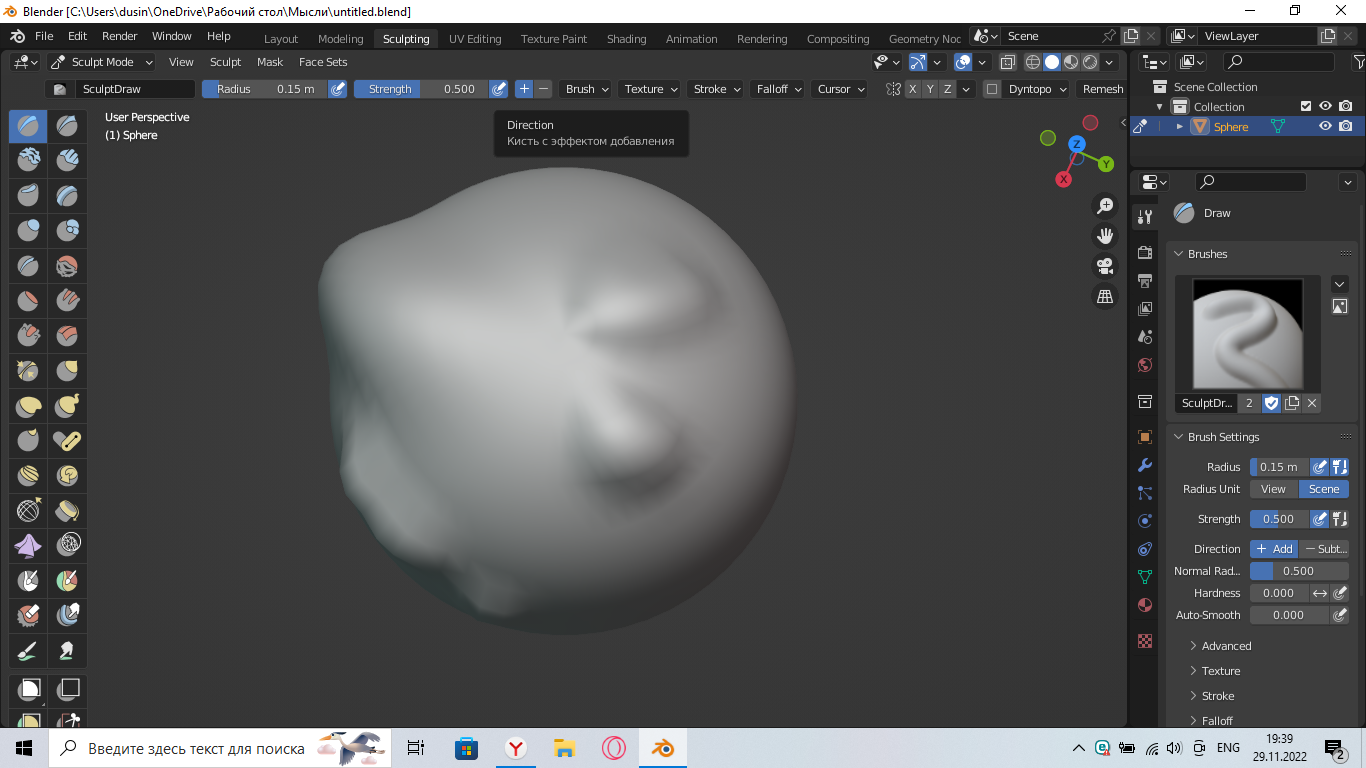 Blender [C:\Users\dusin\OneDrive\Рабочий стол\Мысли\untitled.blend]
File Edit Render Window Help Layout Modeling Sculpting UV Editing Texture Paint Shading Animation Rendering Compositing Geometry Noc Scene ViewLayer
Sculpt Mode View Sculpt Mask Face Sets
SculptDraw Radius 0.15 m Strength 0.500 Brush Texture Stroke Falloff Cursor X Y Z Dyntopo Remesh
User Perspective
(1) Sphere
Direction
Кисть с эффектом добавления
Z
Y
X
Scene Collection
Collection
Sphere
Draw
Brushes
SculptDr... 2
Brush Settings
Radius 0.15 m
Radius Unit View Scene
Strength 0.500
Direction + Add − Subt...
Normal Rad... 0.500
Hardness 0.000
Auto-Smooth 0.000
Advanced
Texture
Stroke
Falloff
Введите здесь текст для поиска
ENG
19:39
29.11.2022
2